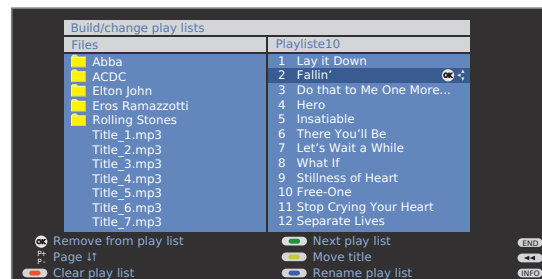 Build/change play lists
Files
Playliste10
Abba
ACDC
Elton John
Eros Ramazzotti
Rolling Stones
Title_1.mp3
Title_2.mp3
Title_3.mp3
Title_4.mp3
Title_5.mp3
Title_6.mp3
Title_7.mp3
1 Lay it Down
2 Fallin’ OK
3 Do that to Me One More...
4 Hero
5 Insatiable
6 There You’ll Be
7 Let’s Wait a While
8 What If
9 Stillness of Heart
10 Free-One
11 Stop Crying Your Heart
12 Separate Lives
OK Remove from play list
P+ P- Page ↓↑
Clear play list
Next play list
Move title
Rename play list
END
INFO